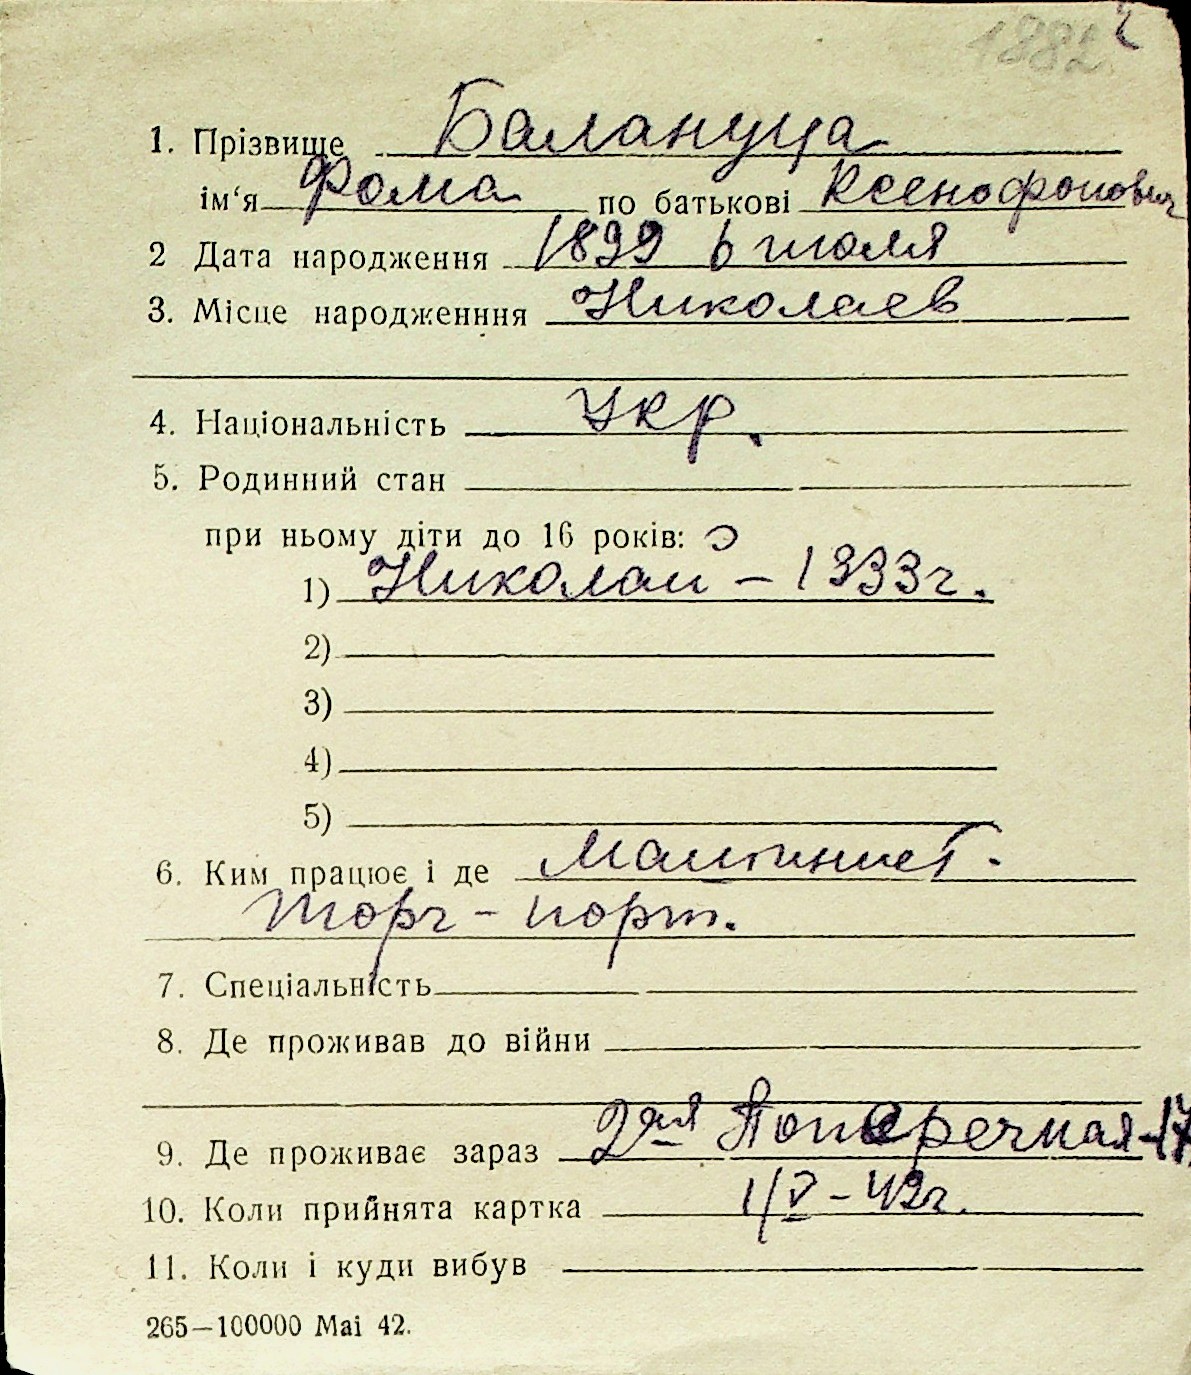 1882
1. Прізвище Балануца
ім‘я Фома по батькові Ксенофонович
2 Дата народження 1899 6 июля
3. Місце народженння Николаев
4. Національність Укр.
5. Родинний стан
при ньому діти до 16 років:
1) Николай – 1933г.
2)
3)
4)
5)
6. Ким працює і де Машинист.
Торг – порт.
7. Спеціальність
8. Де проживав до війни
9. Де проживає зараз 2ая Поперечная-17
10. Коли прийнята картка 1/V – 42г.
11. Коли і куди вибув
265—100000 Маі 42.